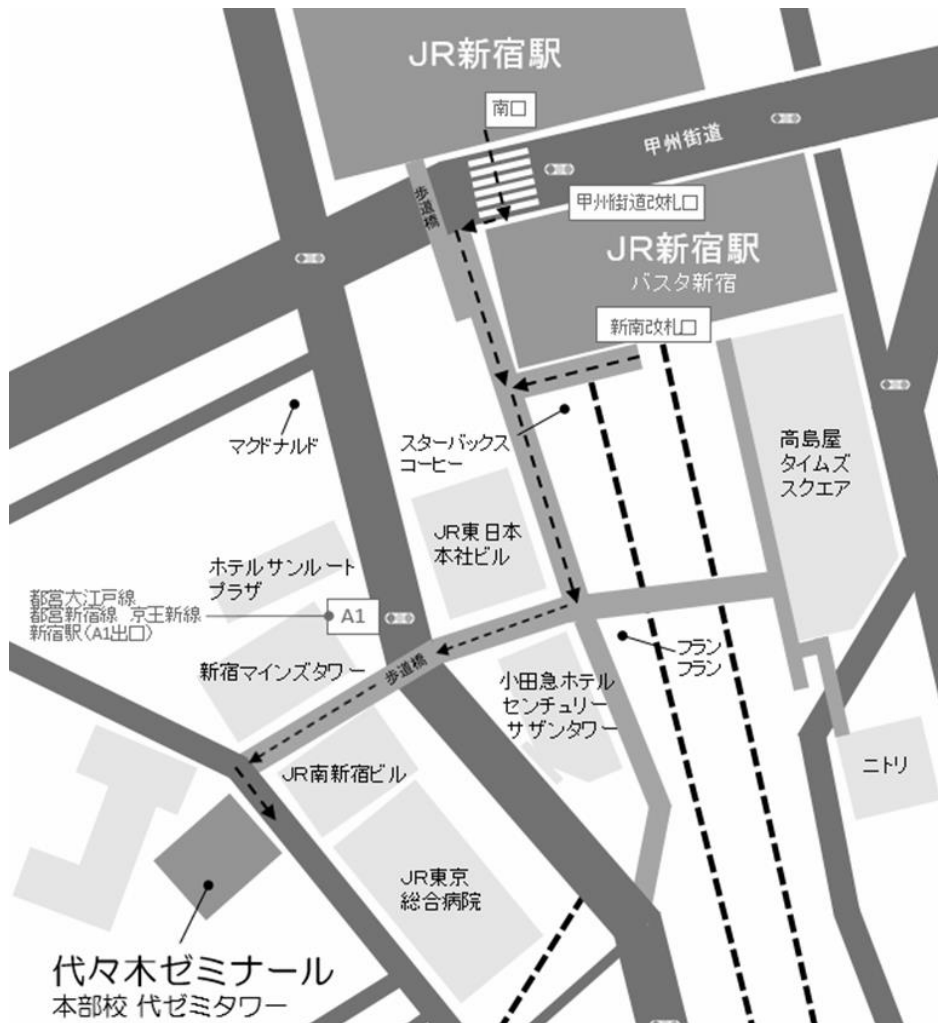 JR新宿駅
南口
甲州街道
歩道橋
甲州街道改札口
JR新宿駅
バスタ新宿
新南改札口
マクドナルド
スターバックス
コーヒー
高島屋
タイムズ
スクエア
JR東日本
本社ビル
ホテルサンルート
プラザ
都営大江戸線
都営新宿線 京王新線
新宿駅(A1出口)
A1
新宿マインズタワー
歩道橋
小田急ホテル
センチュリー
サザンタワー
フラン
フラン
JR南新宿ビル
ニトリ
JR東京
総合病院
代々木ゼミナール
本部校 代ゼミタワー